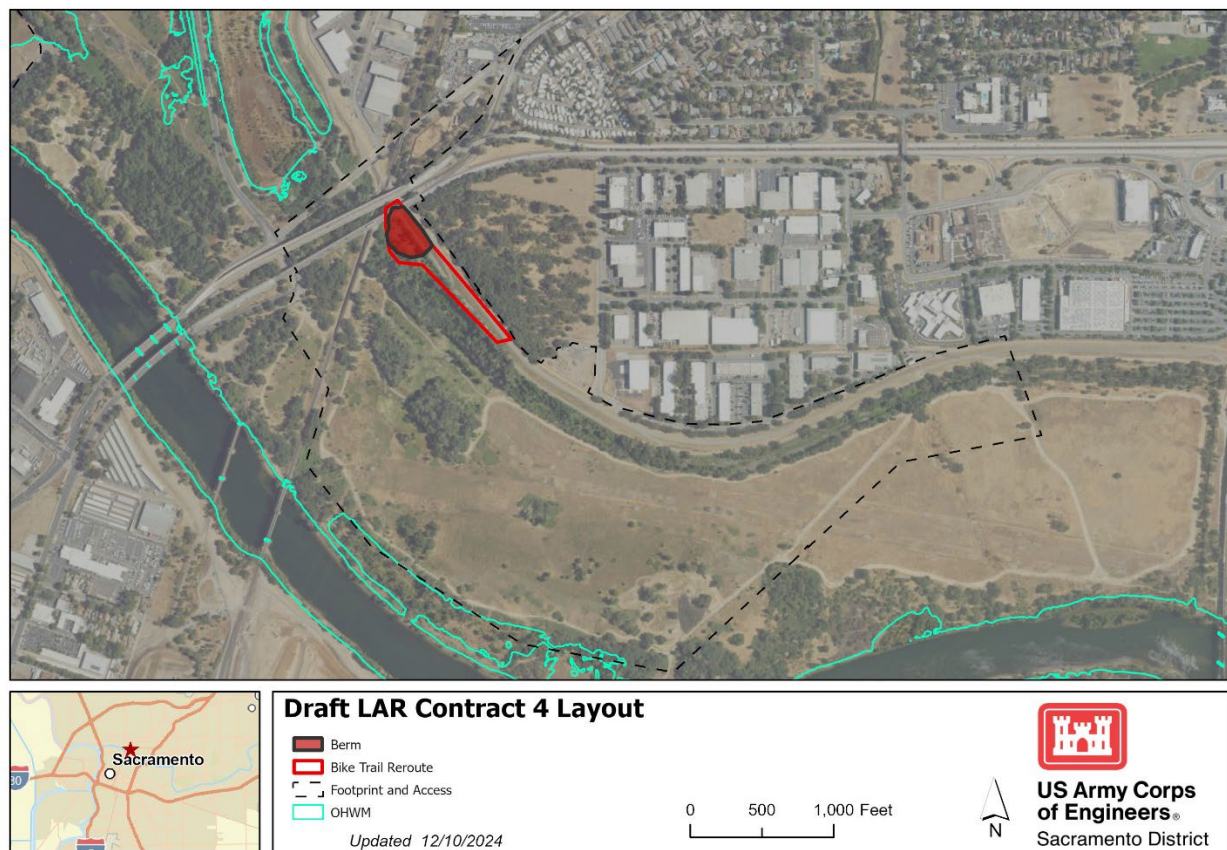 Draft LAR Contract 4 Layout
Berm
Bike Trail Reroute
Footprint and Access
OHWM
Updated 12/10/2024
0 500 1,000 Feet
N
US Army Corps
of Engineers®
Sacramento District
Sacramento